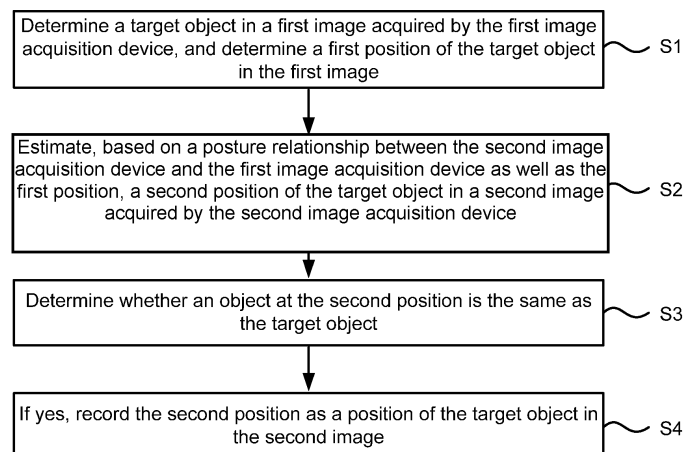 Determine a target object in a first image acquired by the first image
acquisition device, and determine a first position of the target object
in the first image
S1
Estimate, based on a posture relationship between the second image
acquisition device and the first image acquisition device as well as the
first position, a second position of the target object in a second image
acquired by the second image acquisition device
S2
Determine whether an object at the second position is the same as
the target object
S3
If yes, record the second position as a position of the target object in
the second image
S4